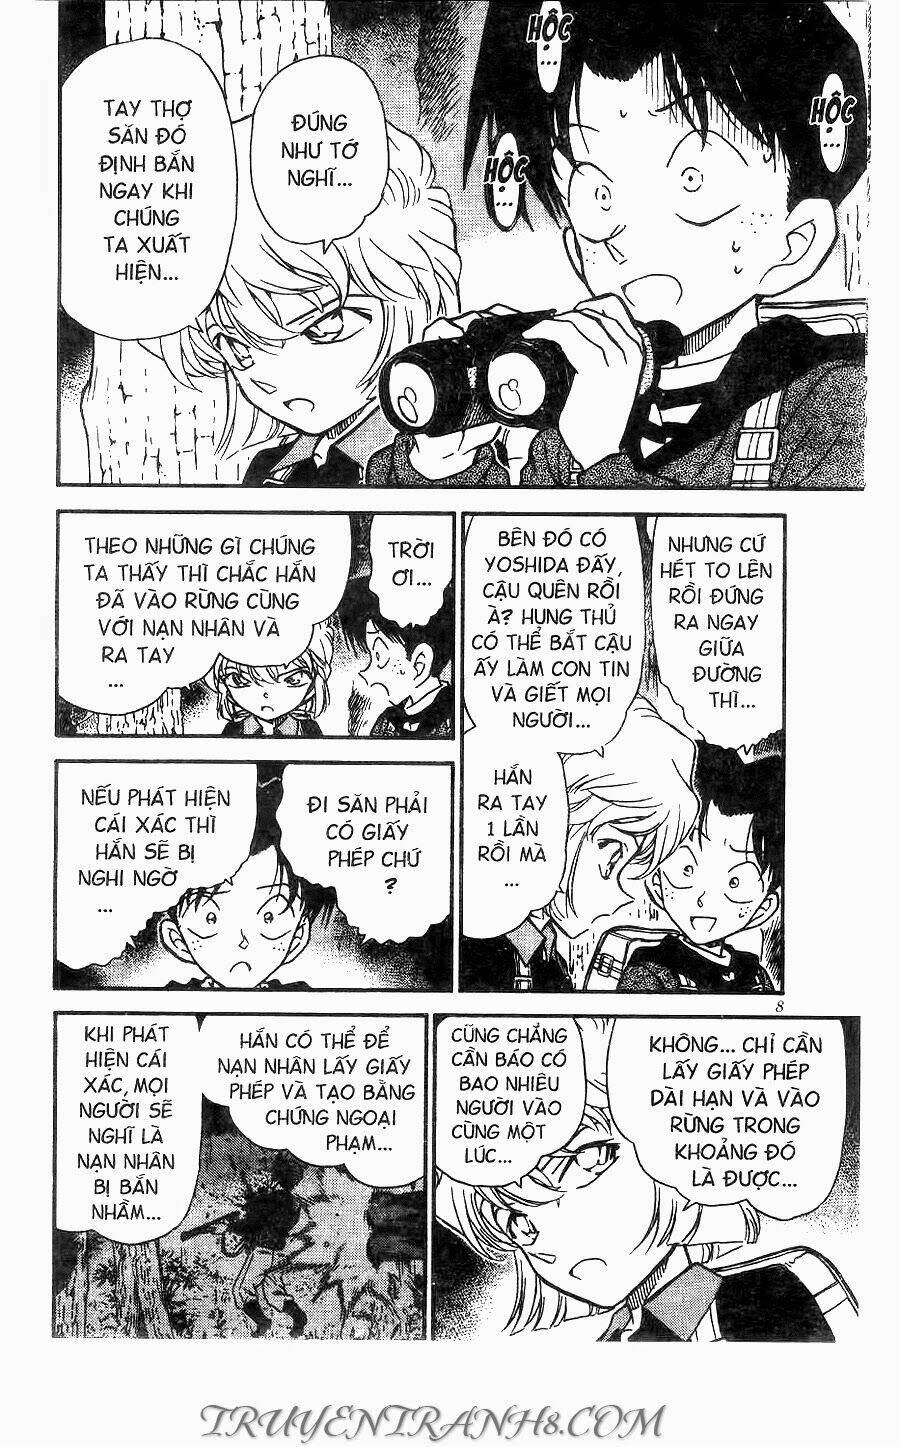 HỘC
...
HỘC
...
HỘC
...
ĐÚNG
NHƯ TỚ
NGHĨ...
TAY THỢ
SĂN ĐÓ
ĐỊNH BẮN
NGAY KHI
CHÚNG
TA XUẤT
HIỆN...
NHƯNG CỨ
HÉT TO LÊN
RỒI ĐỨNG
RA NGAY
GIỮA
ĐƯỜNG
THÌ...
BÊN ĐÓ CÓ
YOSHIDA ĐẤY,
CẬU QUÊN RỒI
À? HUNG THỦ
CÓ THỂ BẮT CẬU
ẤY LÀM CON TIN
VÀ GIẾT MỌI
NGƯỜI...
HẮN
RA TAY
1 LẦN
RỒI MÀ
...
TRỜI
ƠI...
THEO NHỮNG GÌ CHÚNG
TA THẤY THÌ CHẮC HẮN
ĐÃ VÀO RỪNG CÙNG
VỚI NẠN NHÂN VÀ
RA TAY
...
ĐI SĂN PHẢI
CÓ GIẤY
PHÉP CHỨ
?
NẾU PHÁT HIỆN
CÁI XÁC THÌ
HẮN SẼ BỊ
NGHI NGỜ
...
8
KHÔNG... CHỈ CẦN
LẤY GIẤY PHÉP
DÀI HẠN VÀ VÀO
RỪNG TRONG
KHOẢNG ĐÓ
LÀ ĐƯỢC...
CŨNG CHẲNG
CẦN BÁO CÓ
BAO NHIÊU
NGƯỜI VÀO
CÙNG MỘT
LÚC...
HẮN CÓ THỂ ĐỂ
NẠN NHÂN LẤY GIẤY
PHÉP VÀ TẠO BẰNG
CHỨNG NGOẠI
PHẠM...
KHI PHÁT
HIỆN CÁI
XÁC, MỌI
NGƯỜI SẼ
NGHĨ LÀ
NẠN NHÂN
BỊ BẮN
NHẦM...
TRUYENTRANH8.COM